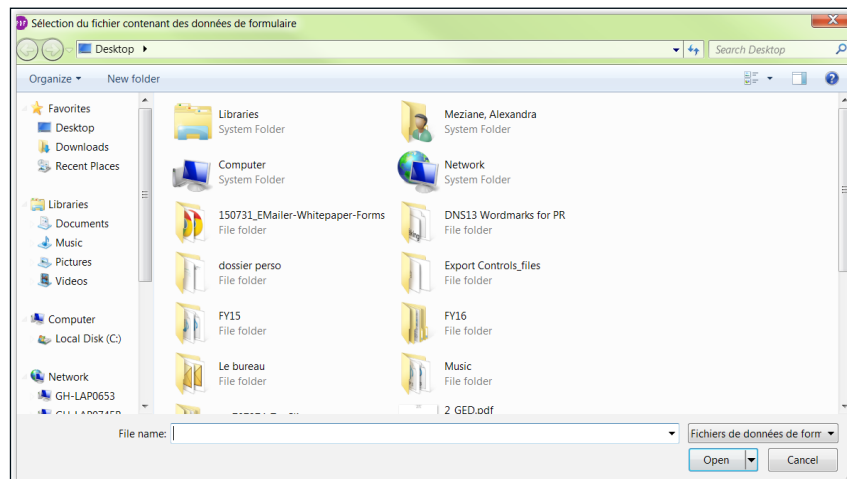 Sélection du fichier contenant des données de formulaire
Desktop
Search Desktop
Organize
New folder
Favorites
Desktop
Downloads
Recent Places
Libraries
Documents
Music
Pictures
Videos
Computer
Local Disk (C:)
Network
GH-LAP0653
Libraries
System Folder
Meziane, Alexandra
System Folder
Computer
System Folder
Network
System Folder
150731_EMailer-Whitepaper-Forms
File folder
DNS13 Wordmarks for PR
File folder
dossier perso
File folder
Export Controls_files
File folder
FY15
File folder
FY16
File folder
Le bureau
File folder
Music
File folder
2 GED.pdf
File name:
Fichiers de données de form
Open
Cancel